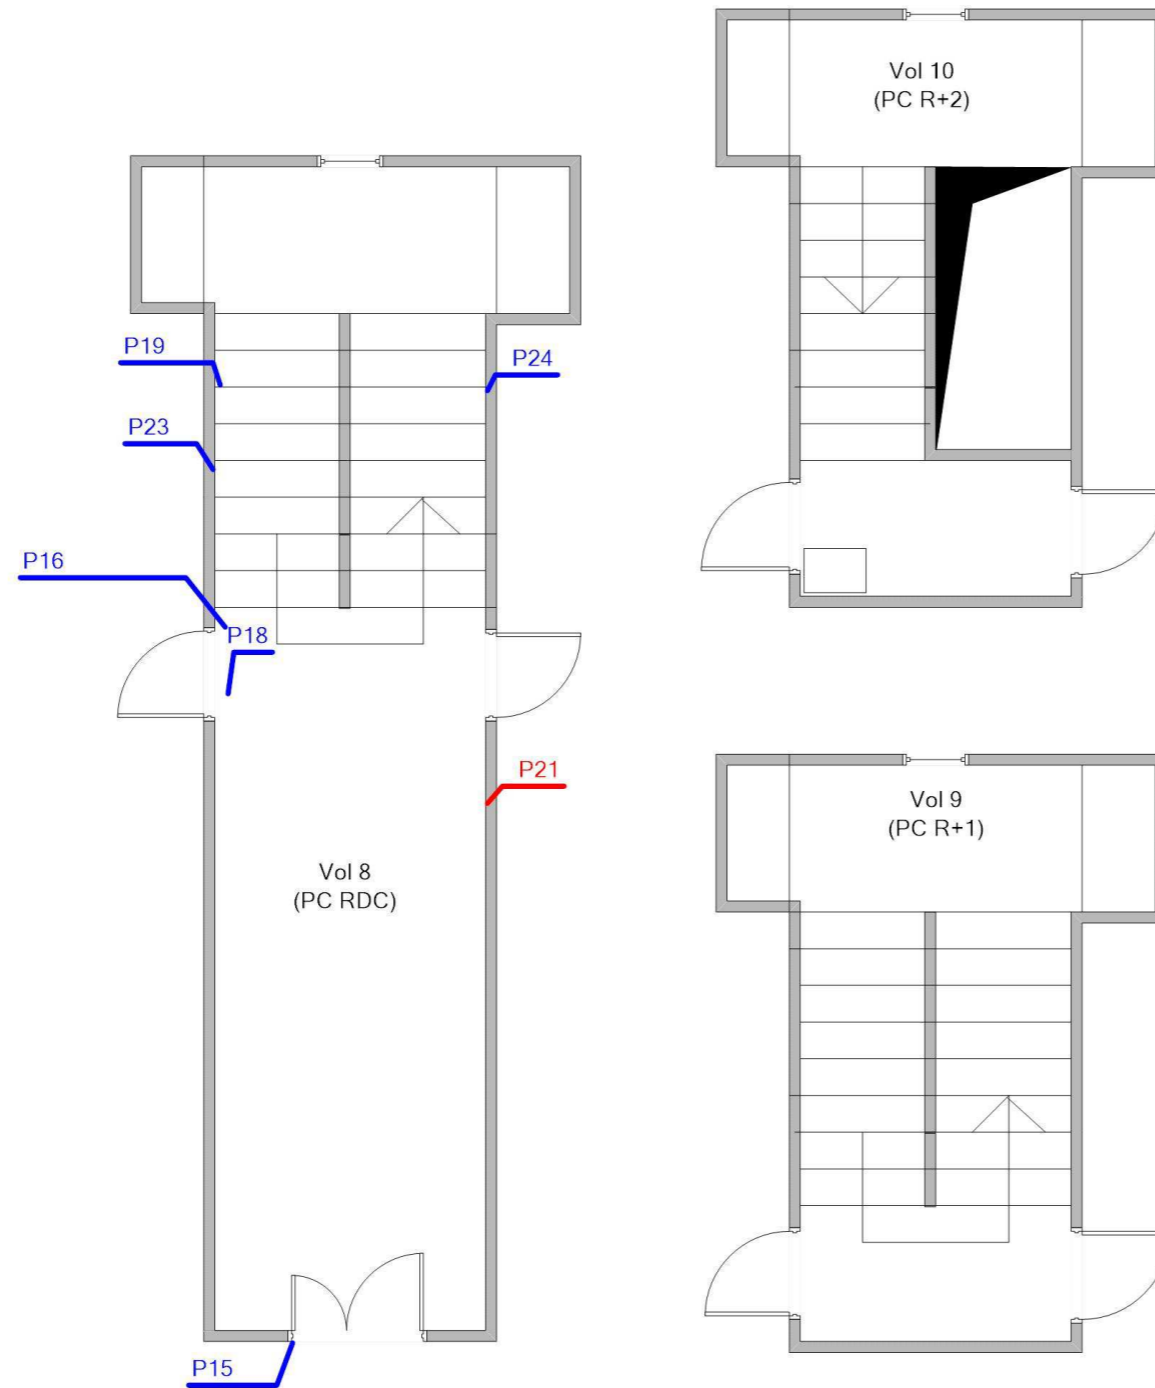 Vol 10
(PC R+2)
P19
P24
P23
P16
P18
P21
Vol 9
(PC R+1)
Vol 8
(PC RDC)
P15